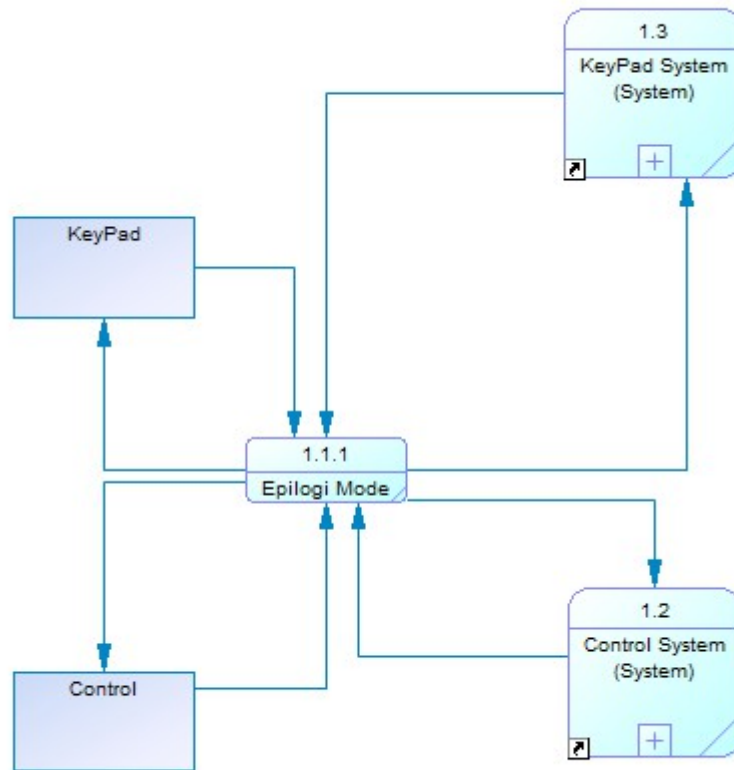 1.3
KeyPad System
(System)
KeyPad
1.1.1
Epilogi Mode
1.2
Control System
(System)
Control